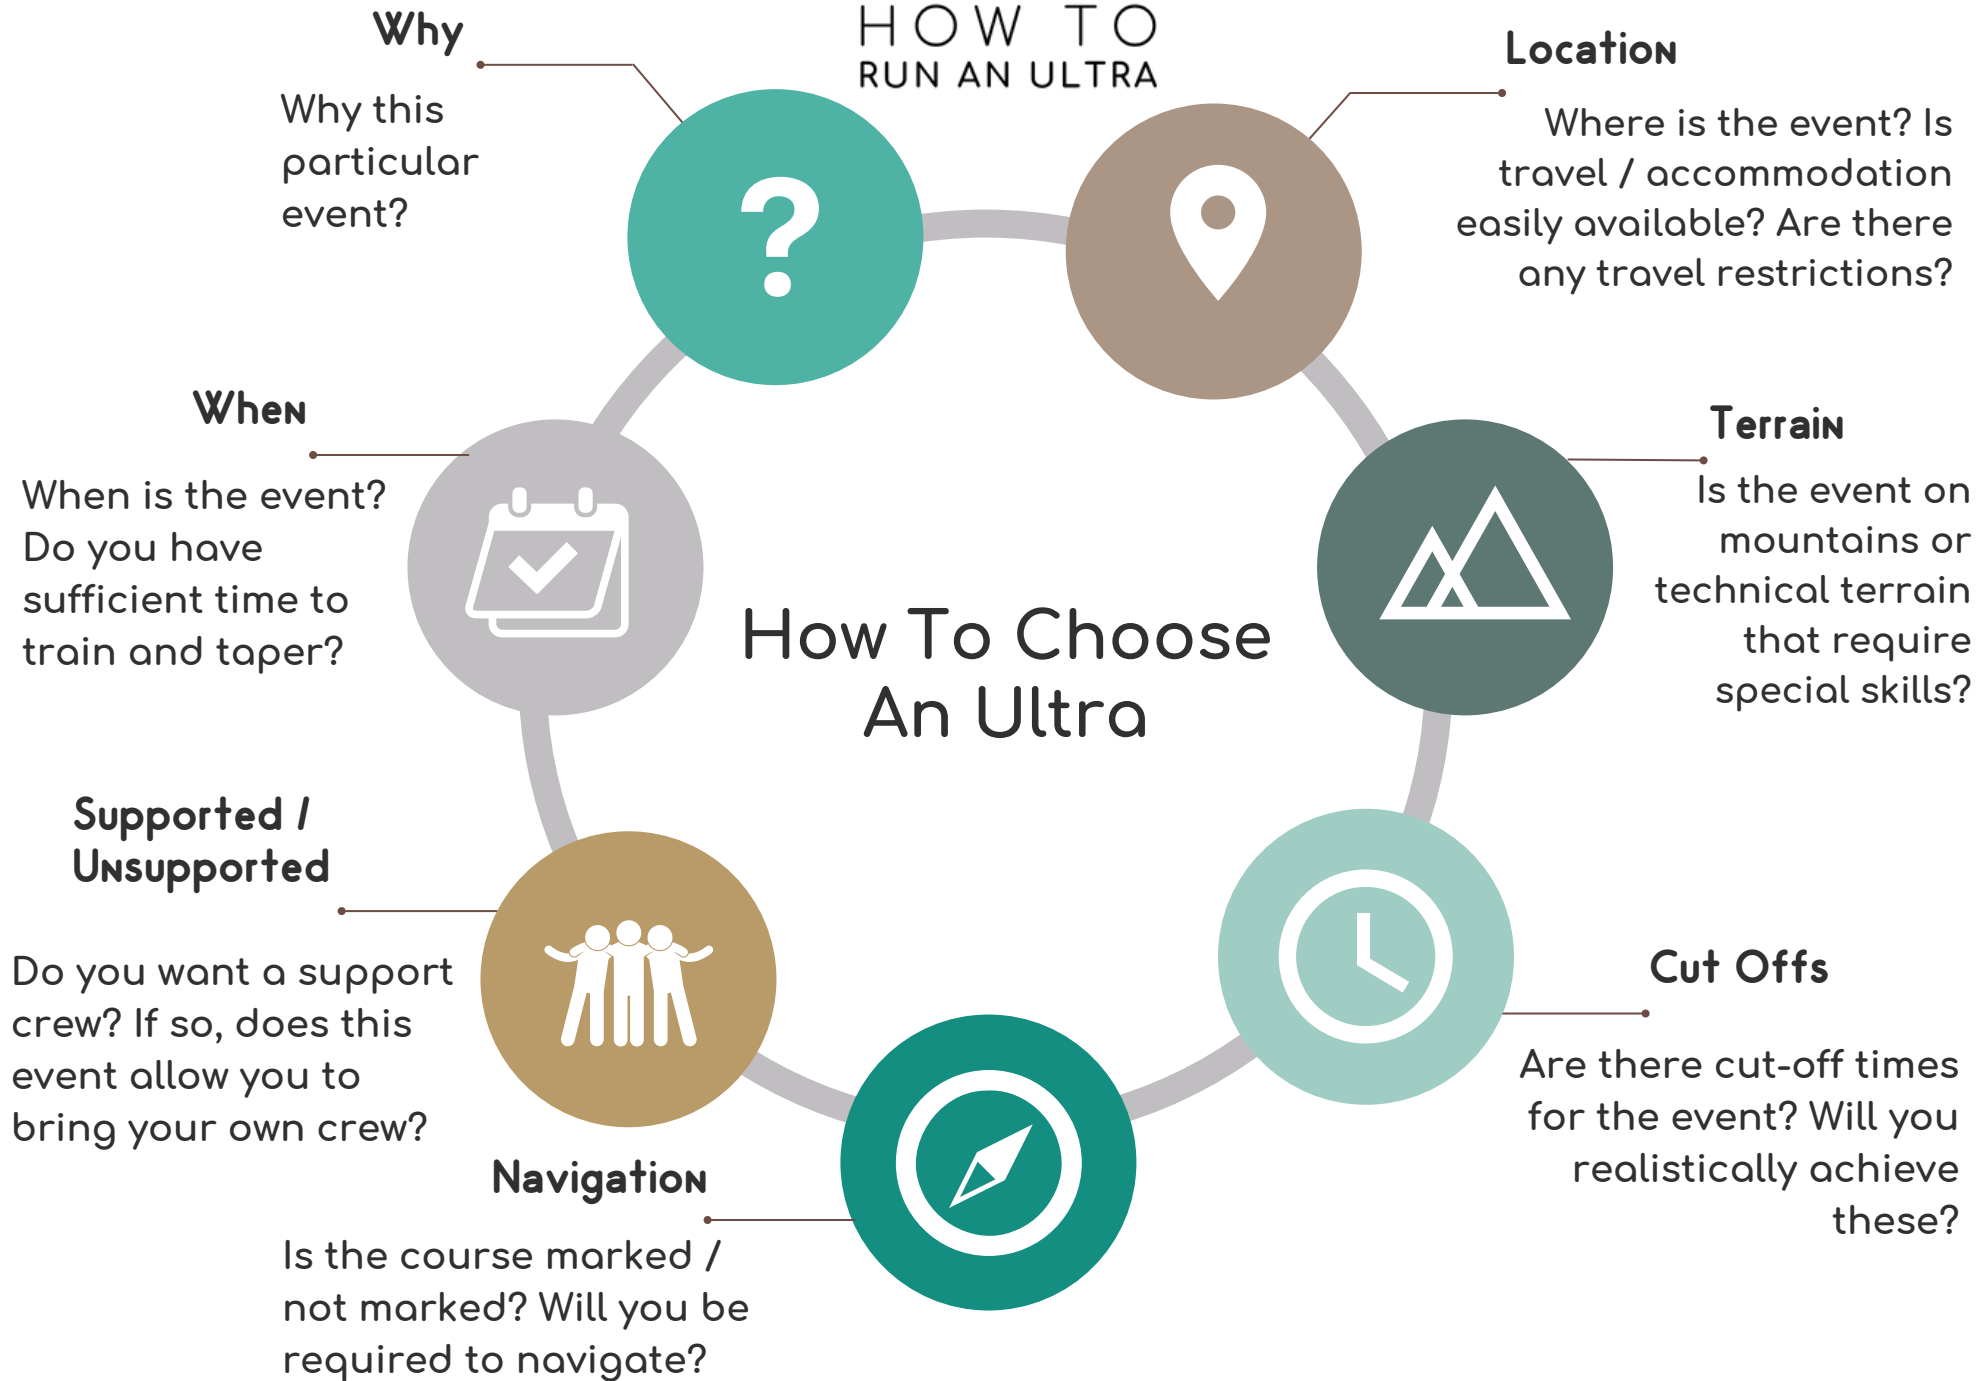 HOW TO
RUN AN ULTRA
Why
Why this
particular
event?
Location
Where is the event? Is
travel / accommodation
easily available? Are there
any travel restrictions?
When
When is the event?
Do you have
sufficient time to
train and taper?
Terrain
Is the event on
mountains or
technical terrain
that require
special skills?
How To Choose
An Ultra
Supported /
Unsupported
Do you want a support
crew? If so, does this
event allow you to
bring your own crew?
Cut Offs
Are there cut-off times
for the event? Will you
realistically achieve
these?
Navigation
Is the course marked /
not marked? Will you be
required to navigate?